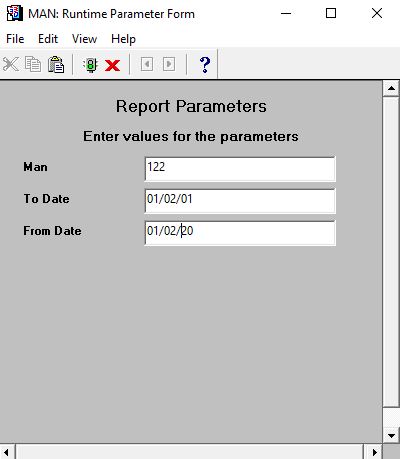 MAN: Runtime Parameter Form
File Edit View Help
Report Parameters
Enter values for the parameters
Man 122
To Date 01/02/01
From Date 01/02/20